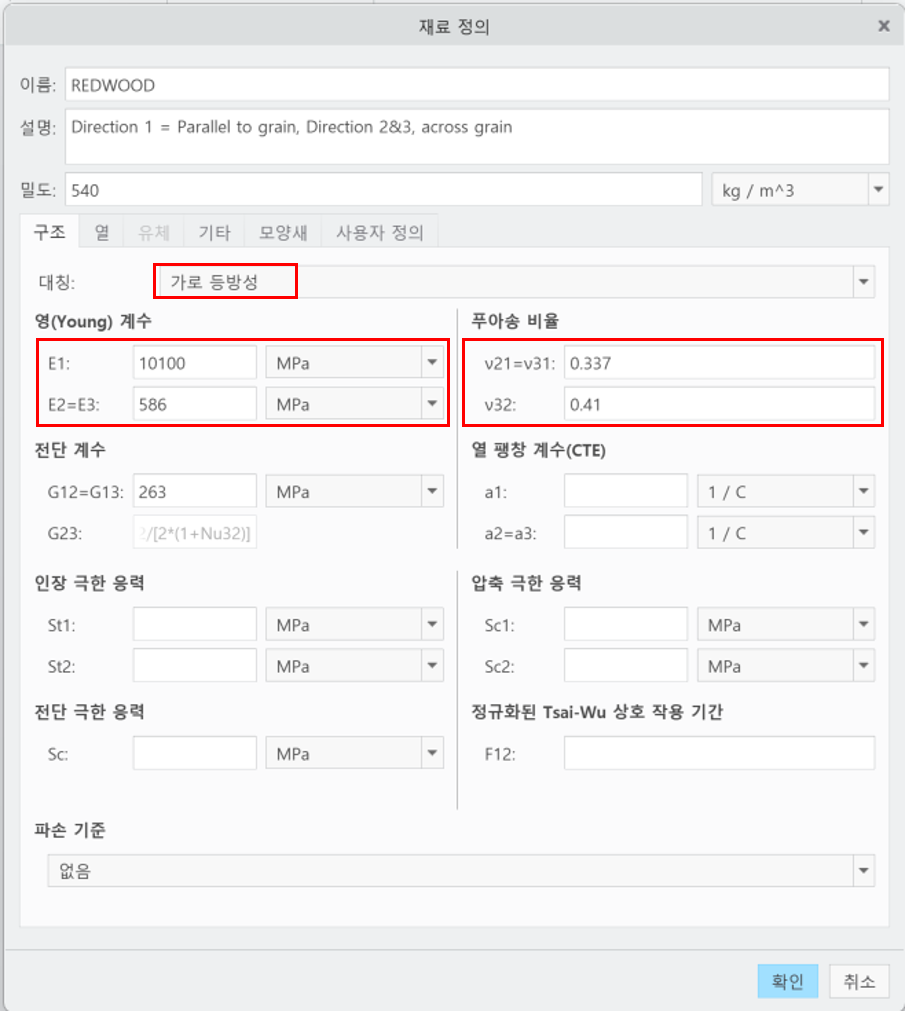 재료 정의
이름: REDWOOD
설명: Direction 1 = Parallel to grain, Direction 2&3, across grain
밀도: 540 kg / m^3
구조 열 유체 기타 모양새 사용자 정의
대칭: 가로 등방성
영(Young) 계수 푸아송 비율
E1: 10100 MPa ν21=ν31: 0.337
E2=E3: 586 MPa ν32: 0.41
전단 계수 열 팽창 계수(CTE)
G12=G13: 263 MPa a1: 1 / C
G23: 2/[2*(1+Nu32)] a2=a3: 1 / C
인장 극한 응력 압축 극한 응력
St1: MPa Sc1: MPa
St2: MPa Sc2: MPa
전단 극한 응력 정규화된 Tsai-Wu 상호 작용 기간
Sc: MPa F12:
파손 기준
없음
확인 취소